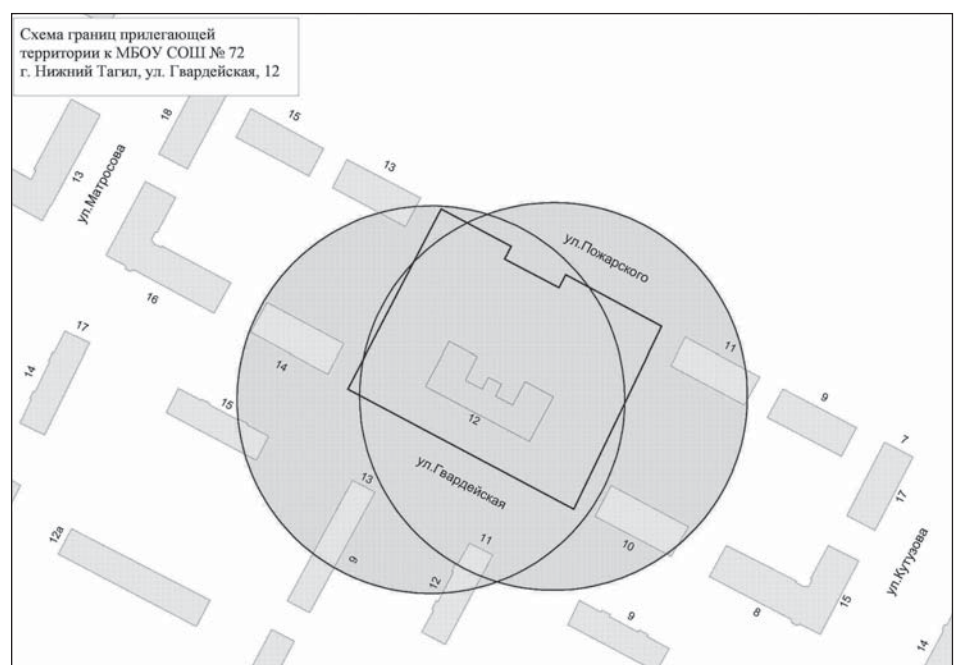 Схема границ прилегающей
территории к МБОУ СОШ № 72
г. Нижний Тагил, ул. Гвардейская, 12
18
15
13
13
ул.Матросова
ул.Пожарского
16
17
14
14
11
9
15
12
7
17
ул.Гвардейская
13
11
10
12а
9
12
ул.Кутузова
8
15
9
14